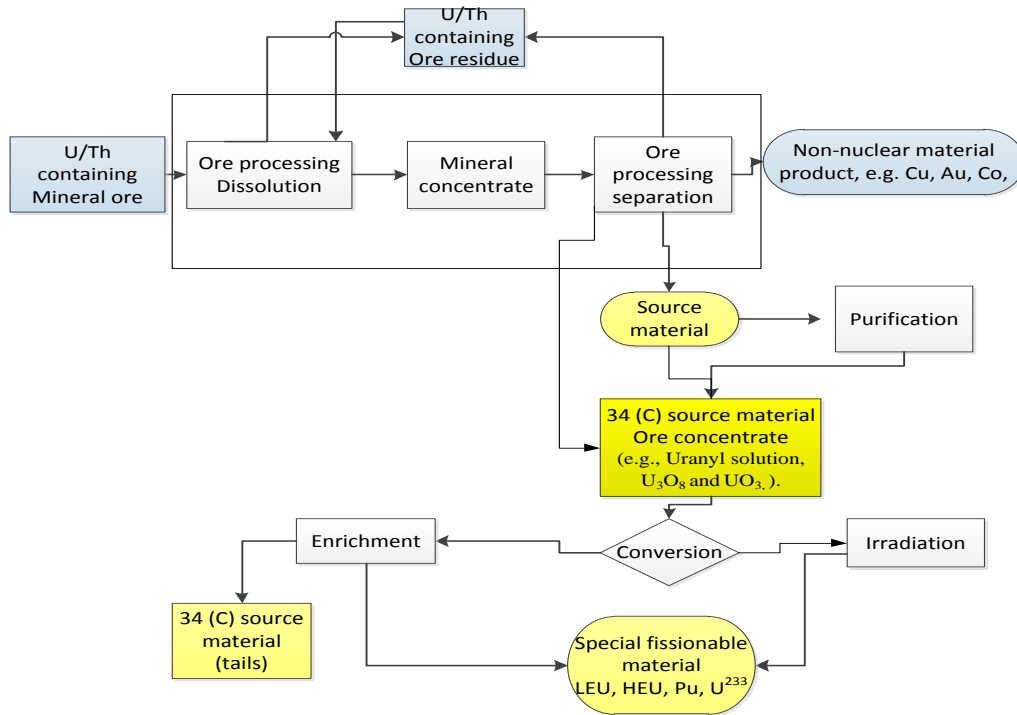 U/Th
containing
Ore residue
U/Th
containing
Mineral ore
Ore processing
Dissolution
Mineral
concentrate
Ore
processing
separation
Non-nuclear material
product, e.g. Cu, Au, Co,
Source
material
Purification
34 (C) source material
Ore concentrate
(e.g., Uranyl solution,
U₃O₈ and UO₃, ).
Enrichment
Conversion
Irradiation
34 (C) source
material
(tails)
Special fissionable
material
LEU, HEU, Pu, U²³³